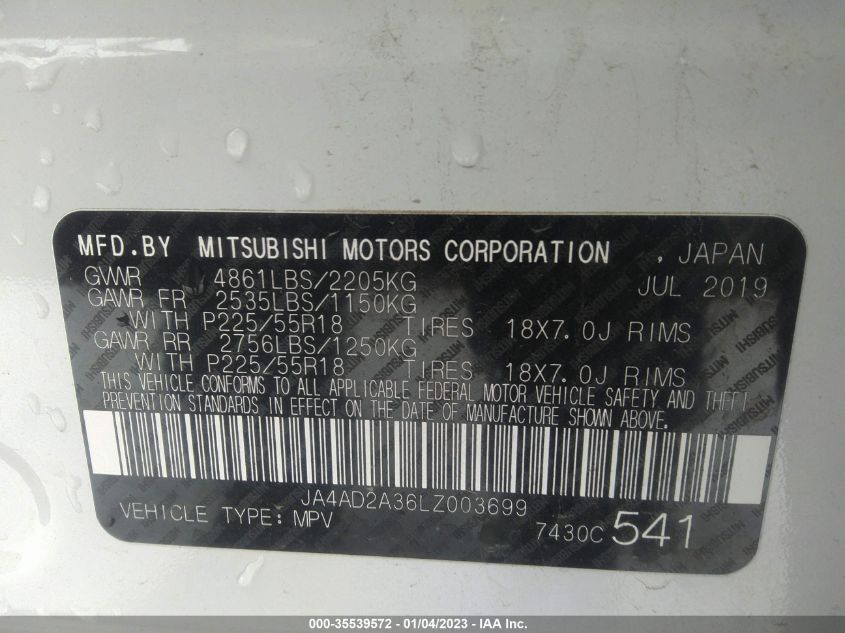 MFD.BY MITSUBISHI MOTORS CORPORATION , JAPAN
GVWR 4861LBS/2205KG JUL 2019
GAWR FR 2535LBS/1150KG
WITH P225/55R18 TIRES 18X7.0J RIMS
GAWR RR 2756LBS/1250KG
WITH P225/55R18 TIRES 18X7.0J RIMS
THIS VEHICLE CONFORMS TO ALL APPLICABLE FEDERAL MOTOR VEHICLE SAFETY AND THEFT
PREVENTION STANDARDS IN EFFECT ON THE DATE OF MANUFACTURE SHOWN ABOVE.
JA4AD2A36LZ003699
VEHICLE TYPE: MPV 7430C 541
000-35539572 - 01/04/2023 - © IAA, Inc.